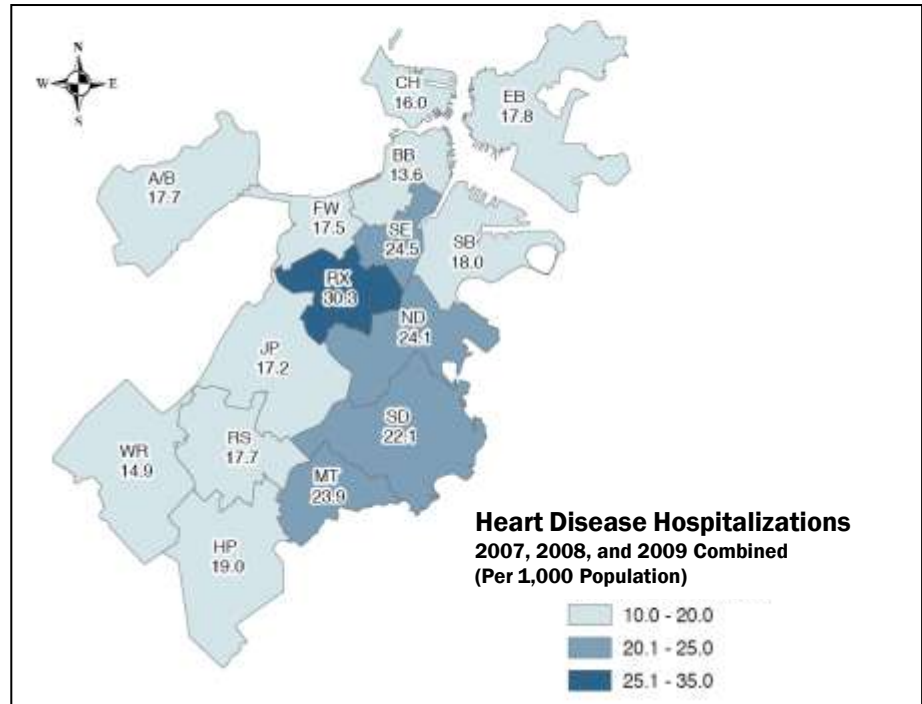 N
W E
S
CH
16.0
EB
17.8
BB
13.6
A/B
17.7
FW
17.5
SE
24.5
SB
18.0
RX
30.3
ND
24.1
JP
17.2
SD
22.1
RS
17.7
WR
14.9
MT
23.9
HP
19.0
Heart Disease Hospitalizations
2007, 2008, and 2009 Combined
(Per 1,000 Population)
10.0 - 20.0
20.1 - 25.0
25.1 - 35.0